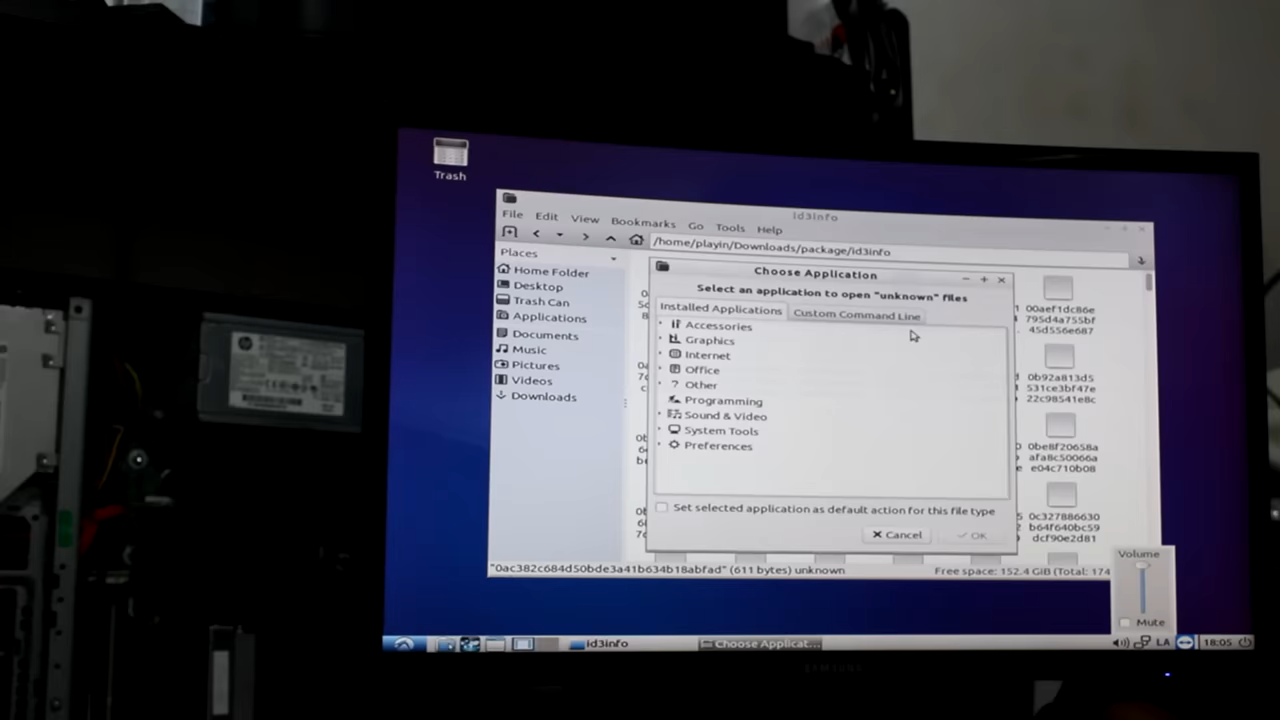 Trash
id3info
File Edit View Bookmarks Go Tools Help
/home/playin/Downloads/package/id3info
Places
Home Folder
Desktop
Trash Can
Applications
Documents
Music
Pictures
Videos
Downloads
Choose Application
Select an application to open "unknown" files
Installed Applications Custom Command Line
Accessories
Graphics
Internet
Office
? Other
Programming
Sound & Video
System Tools
Preferences
Set selected application as default action for this file type
Cancel OK
00aef1dc86e
795d4a755bf
45d556e687
0b92a813d5
531ce3bf47e
22c98541e8c
0be8f20658a
afa8c50066a
e04c710b08
0c327886630
b64f640bc59
dcf90e2d81
"0ac382c684d50bde3a41b634b18abfad" (611 bytes) unknown
Free space: 152.4 GiB (Total: 174
Volume
Mute
id3info
Choose Applicat...
LA
18:05
SAMSUNG
hp